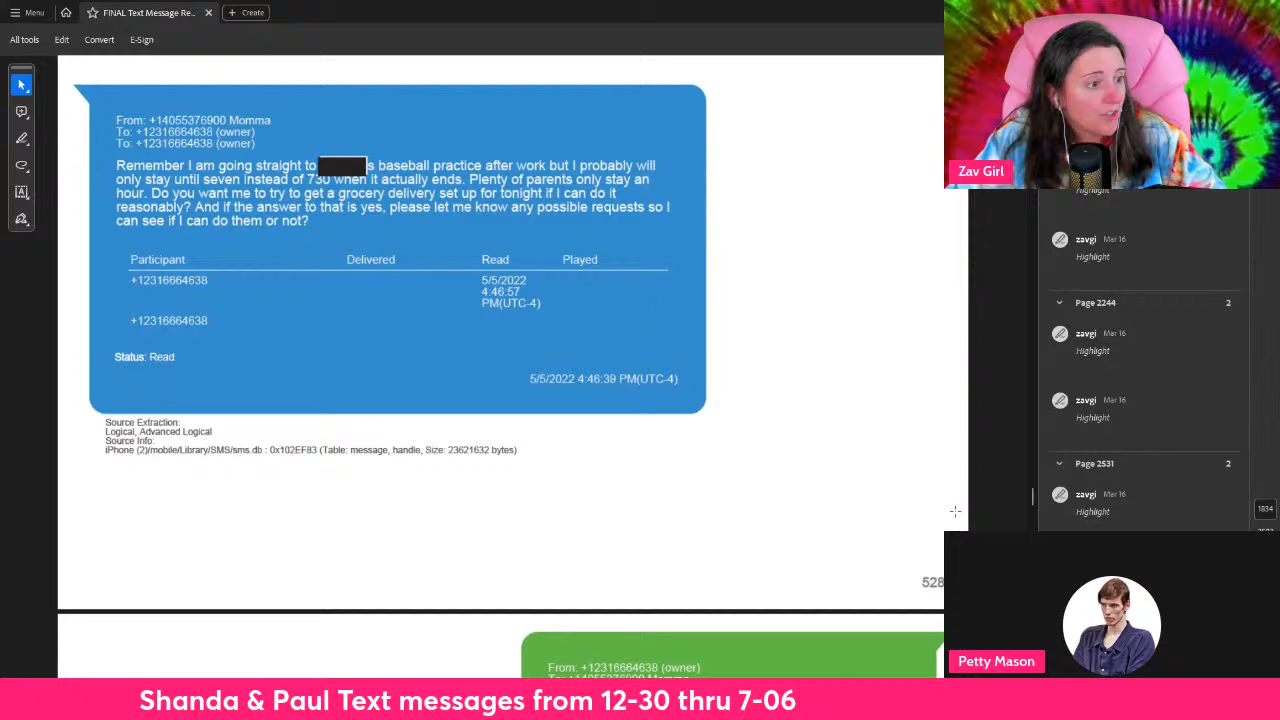 Menu
FINAL Text Message Re...
Create
All tools
Edit
Convert
E-Sign
From: +14055376900 Momma
To: +12316664638 (owner)
To: +12316664638 (owner)
Remember I am going straight to s baseball practice after work but I probably will
only stay until seven instead of 730 when it actually ends. Plenty of parents only stay an
hour. Do you want me to try to get a grocery delivery set up for tonight if I can do it
reasonably? And if the answer to that is yes, please let me know any possible requests so I
can see if I can do them or not?
Participant Delivered Read Played
+12316664638 5/5/2022
4:46:57
PM(UTC-4)
+12316664638
Status: Read
5/5/2022 4:46:39 PM(UTC-4)
Source Extraction:
Logical, Advanced Logical
Source Info:
iPhone (2)/mobile/Library/SMS/sms.db : 0x102EF83 (Table: message, handle, Size: 23621632 bytes)
528
From: +12316664638 (owner)
Zav Girl
Highlight
zavgi Mar 16
Highlight
Page 2244 2
zavgi Mar 16
Highlight
zavgi Mar 16
Highlight
Page 2531 2
zavgi Mar 16
Highlight
1834
Petty Mason
Shanda & Paul Text messages from 12-30 thru 7-06